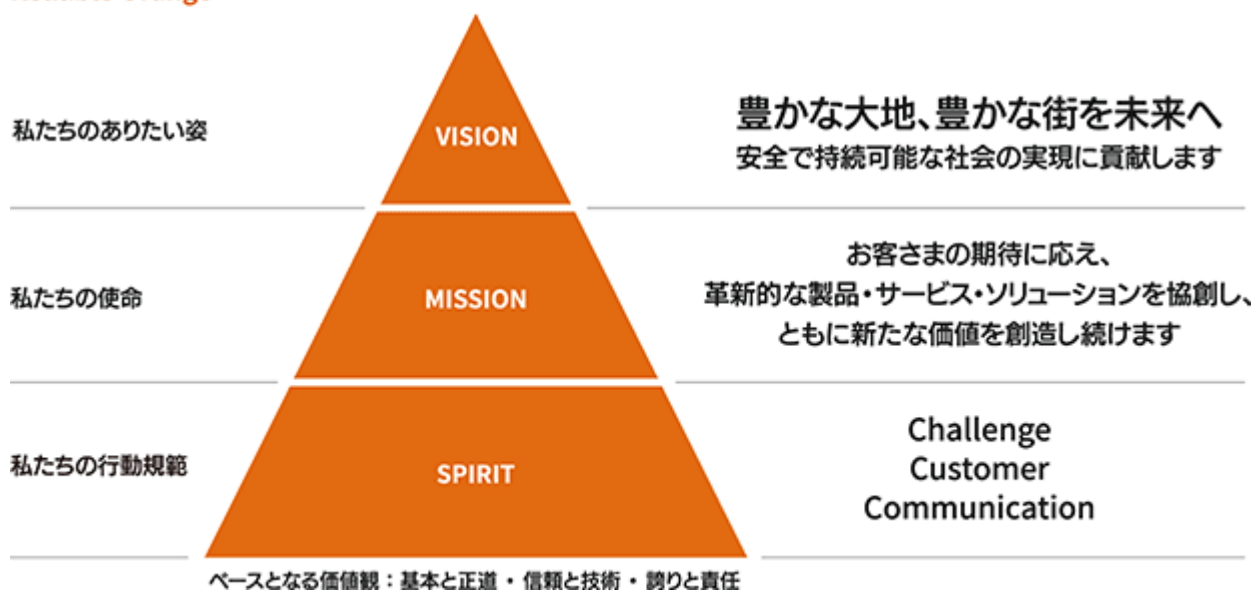 私たちのありたい姿
VISION
豊かな大地、豊かな街を未来へ
安全で持続可能な社会の実現に貢献します
私たちの使命
MISSION
お客さまの期待に応え、
革新的な製品・サービス・ソリューションを協創し、
ともに新たな価値を創造し続けます
私たちの行動規範
SPIRIT
Challenge
Customer
Communication
ベースとなる価値観：基本と正道・信頼と技術・誇りと責任